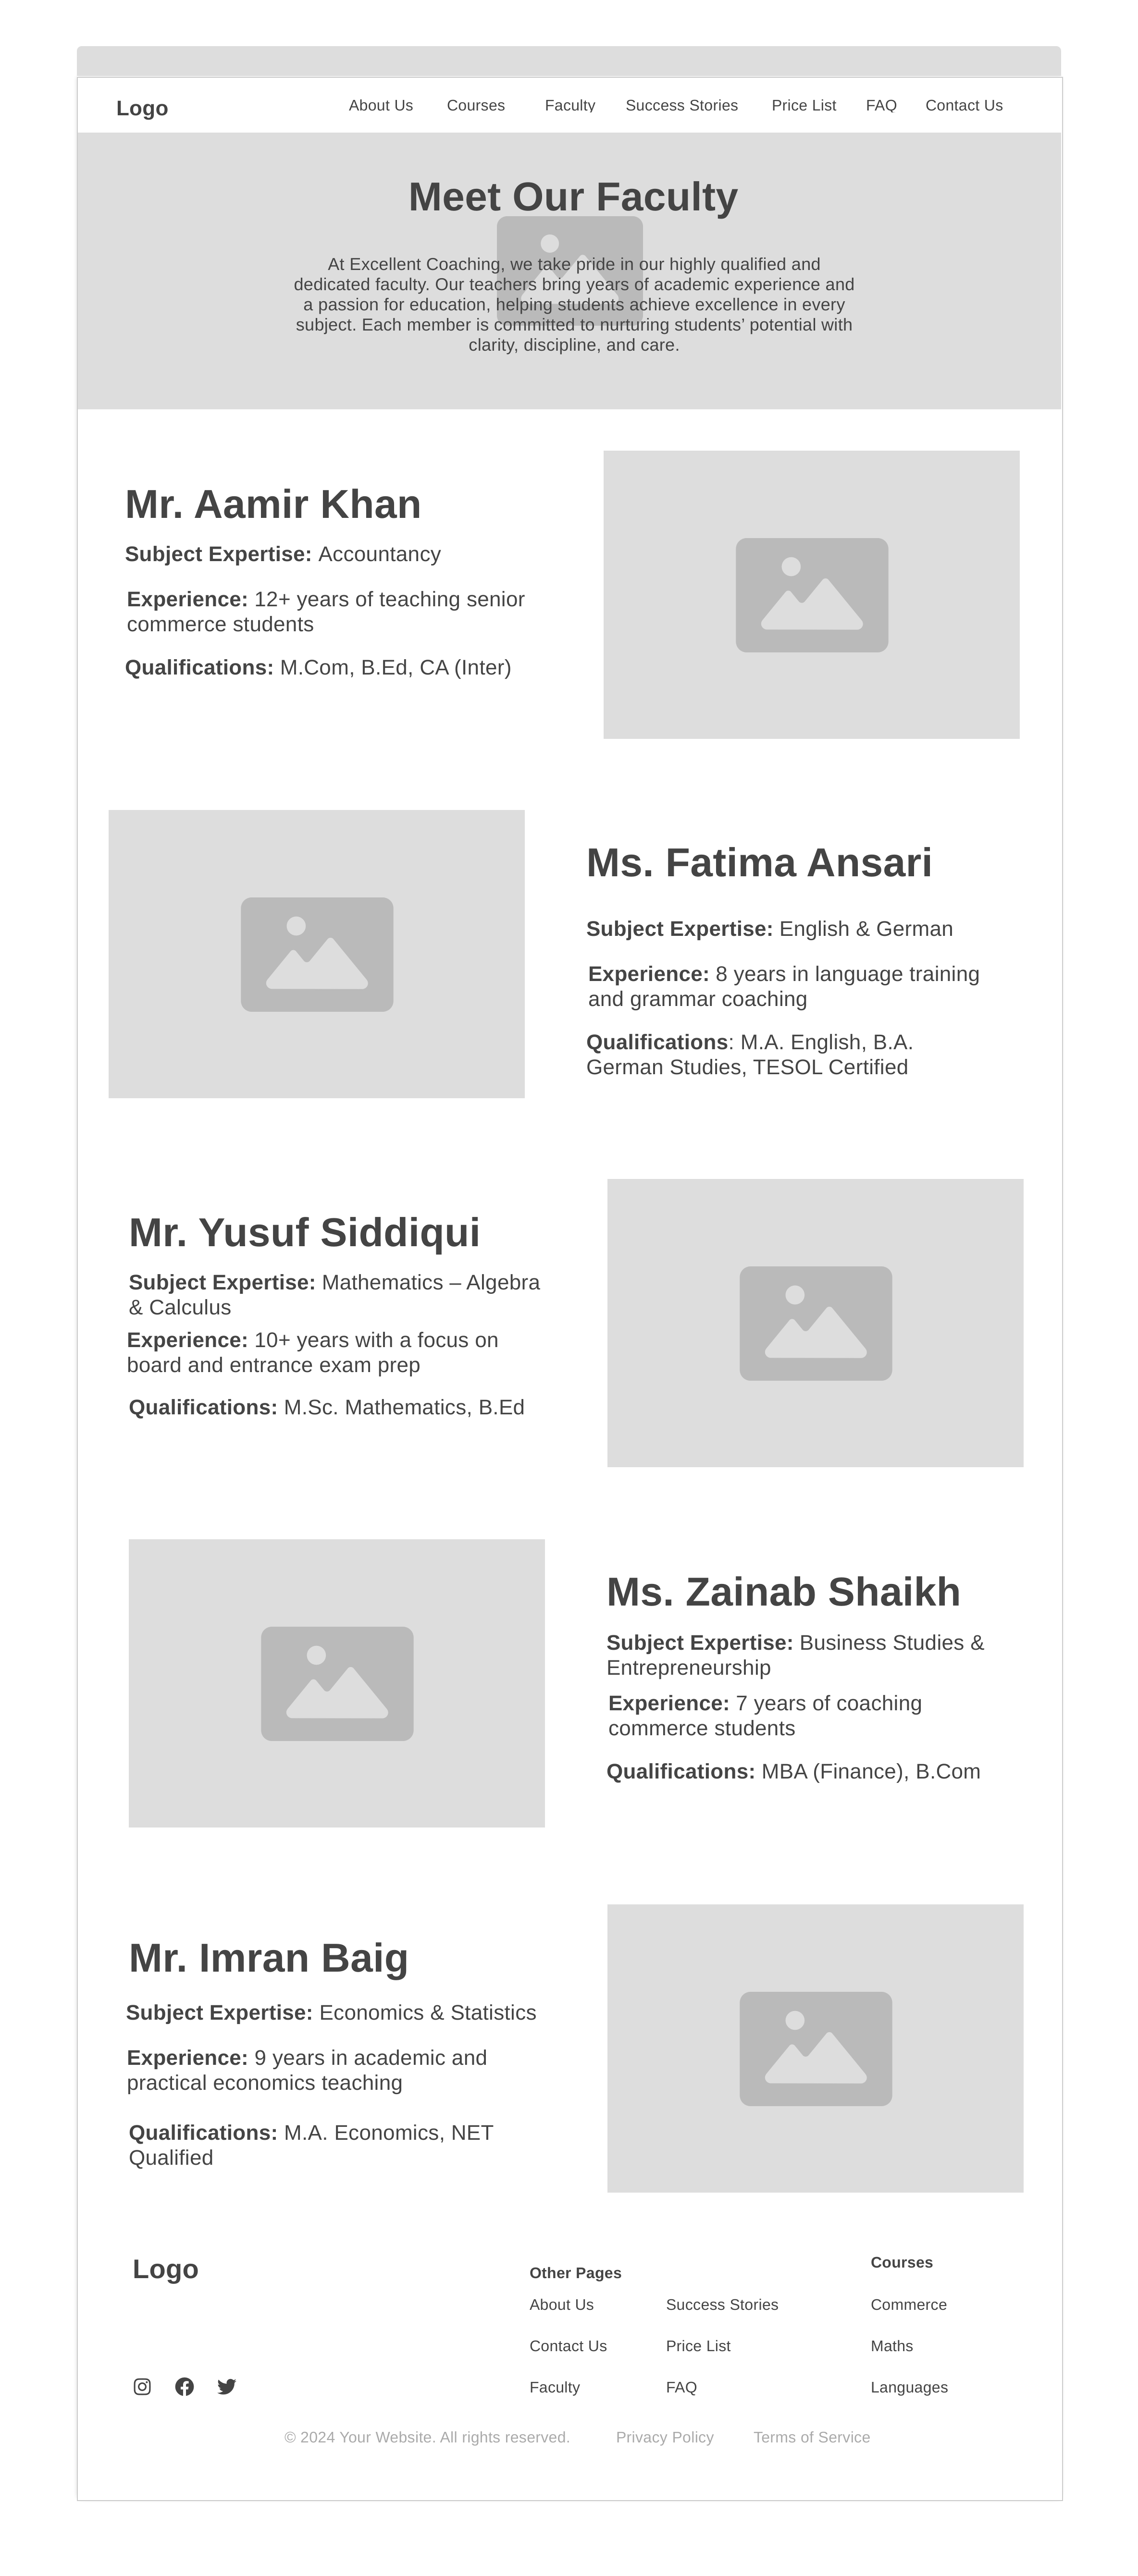 Logo
About Us Courses Faculty Success Stories Price List FAQ Contact Us
Meet Our Faculty
At Excellent Coaching, we take pride in our highly qualified and
dedicated faculty. Our teachers bring years of academic experience and
a passion for education, helping students achieve excellence in every
subject. Each member is committed to nurturing students’ potential with
clarity, discipline, and care.
Mr. Aamir Khan
Subject Expertise: Accountancy
Experience: 12+ years of teaching senior
commerce students
Qualifications: M.Com, B.Ed, CA (Inter)
Ms. Fatima Ansari
Subject Expertise: English & German
Experience: 8 years in language training
and grammar coaching
Qualifications: M.A. English, B.A.
German Studies, TESOL Certified
Mr. Yusuf Siddiqui
Subject Expertise: Mathematics – Algebra
& Calculus
Experience: 10+ years with a focus on
board and entrance exam prep
Qualifications: M.Sc. Mathematics, B.Ed
Ms. Zainab Shaikh
Subject Expertise: Business Studies &
Entrepreneurship
Experience: 7 years of coaching
commerce students
Qualifications: MBA (Finance), B.Com
Mr. Imran Baig
Subject Expertise: Economics & Statistics
Experience: 9 years in academic and
practical economics teaching
Qualifications: M.A. Economics, NET
Qualified
Logo
Other Pages
About Us Success Stories
Contact Us Price List
Faculty FAQ
Courses
Commerce
Maths
Languages
© 2024 Your Website. All rights reserved. Privacy Policy Terms of Service